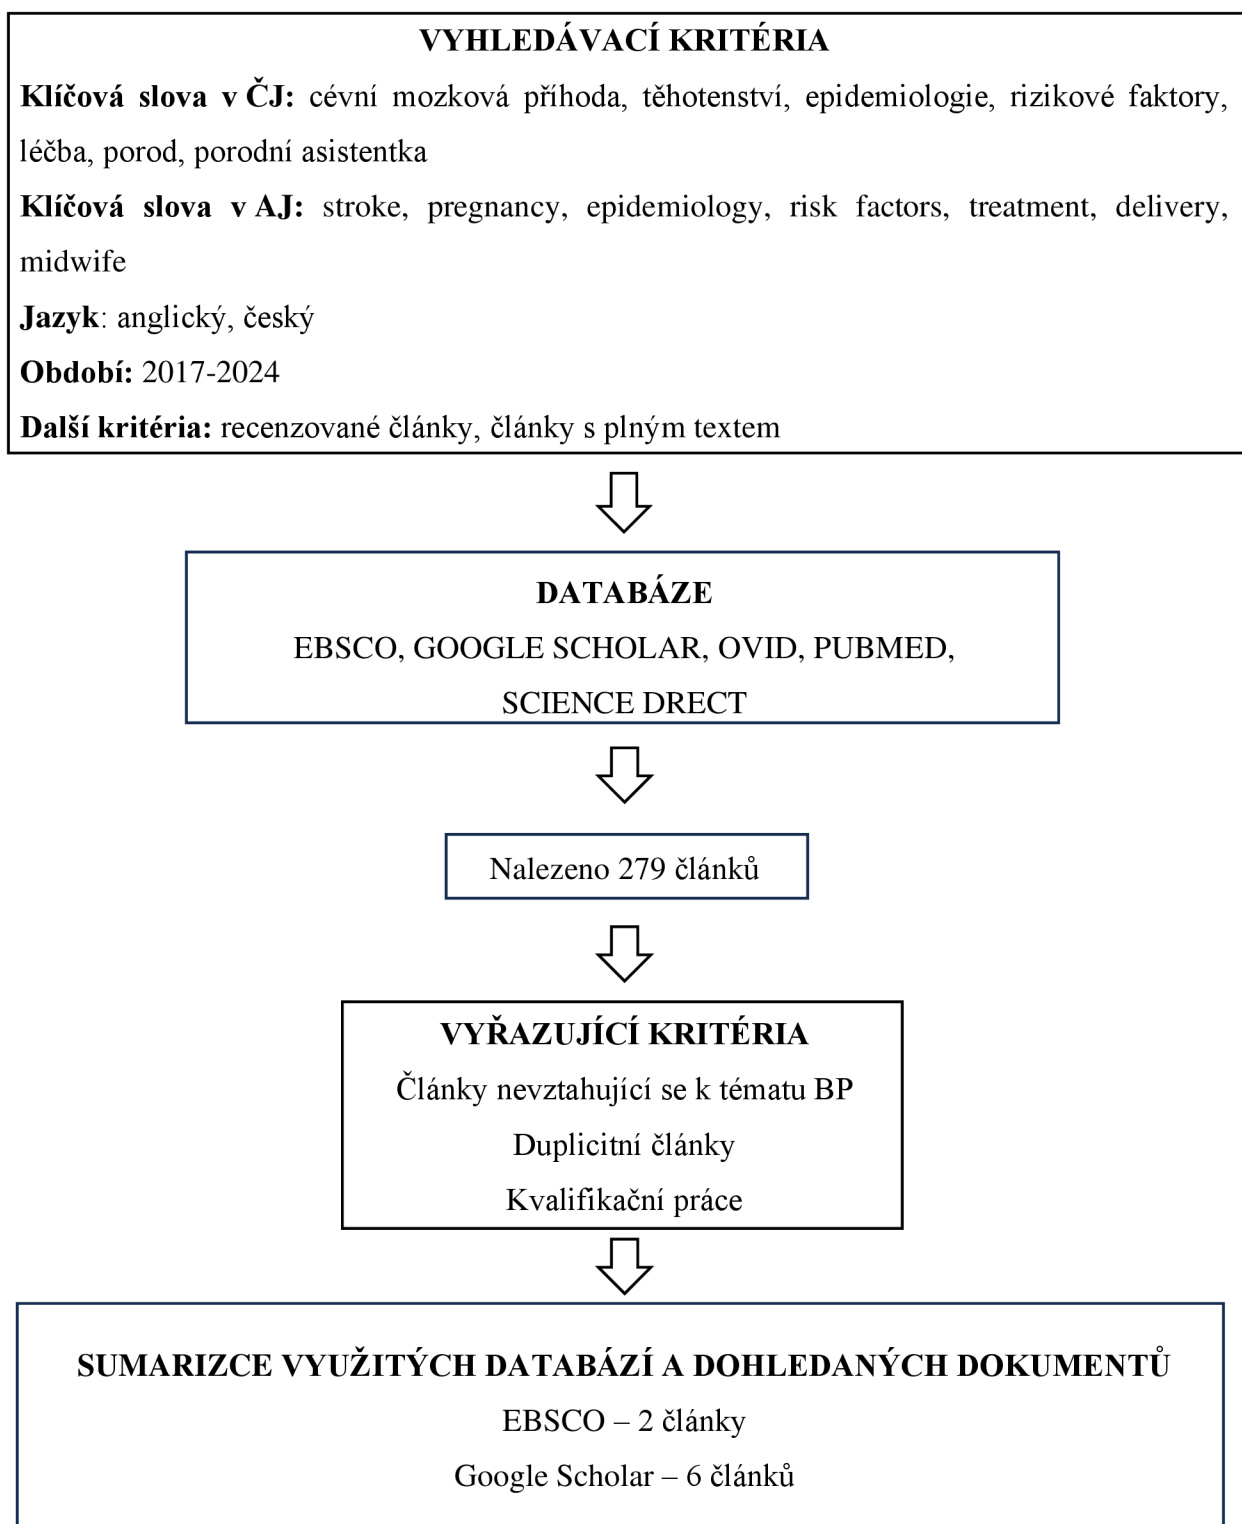 VYHLEDÁVACÍ KRITÉRIA
Klíčová slova v ČJ: cévní mozková příhoda, těhotenství, epidemiologie, rizikové faktory,
léčba, porod, porodní asistentka
Klíčová slova v AJ: stroke, pregnancy, epidemiology, risk factors, treatment, delivery,
midwife
Jazyk: anglický, český
Období: 2017-2024
Další kritéria: recenzované články, články s plným textem
DATABÁZE
EBSCO, GOOGLE SCHOLAR, OVID, PUBMED,
SCIENCE DRECT
Nalezeno 279 článků
VYŘAZUJÍCÍ KRITÉRIA
Články nevztahující se k tématu BP
Duplicitní články
Kvalifikační práce
SUMARIZCE VYUŽITÝCH DATABÁZÍ A DOHLEDANÝCH DOKUMENTŮ
EBSCO – 2 články
Google Scholar – 6 článků